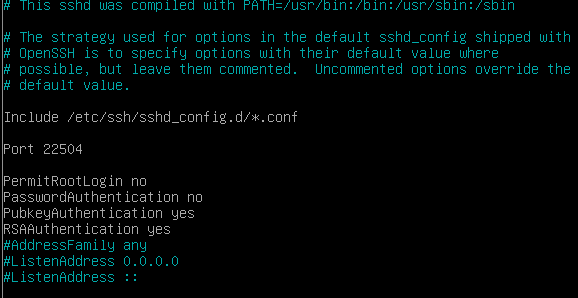 # This sshd was compiled with PATH=/usr/bin:/bin:/usr/sbin:/sbin
# The strategy used for options in the default sshd_config shipped with
# OpenSSH is to specify options with their default value where
# possible, but leave them commented.  Uncommented options override the
# default value.
Include /etc/ssh/sshd_config.d/*.conf
Port 22504
PermitRootLogin no
PasswordAuthentication no
PubkeyAuthentication yes
RSAAuthentication yes
#AddressFamily any
#ListenAddress 0.0.0.0
#ListenAddress ::